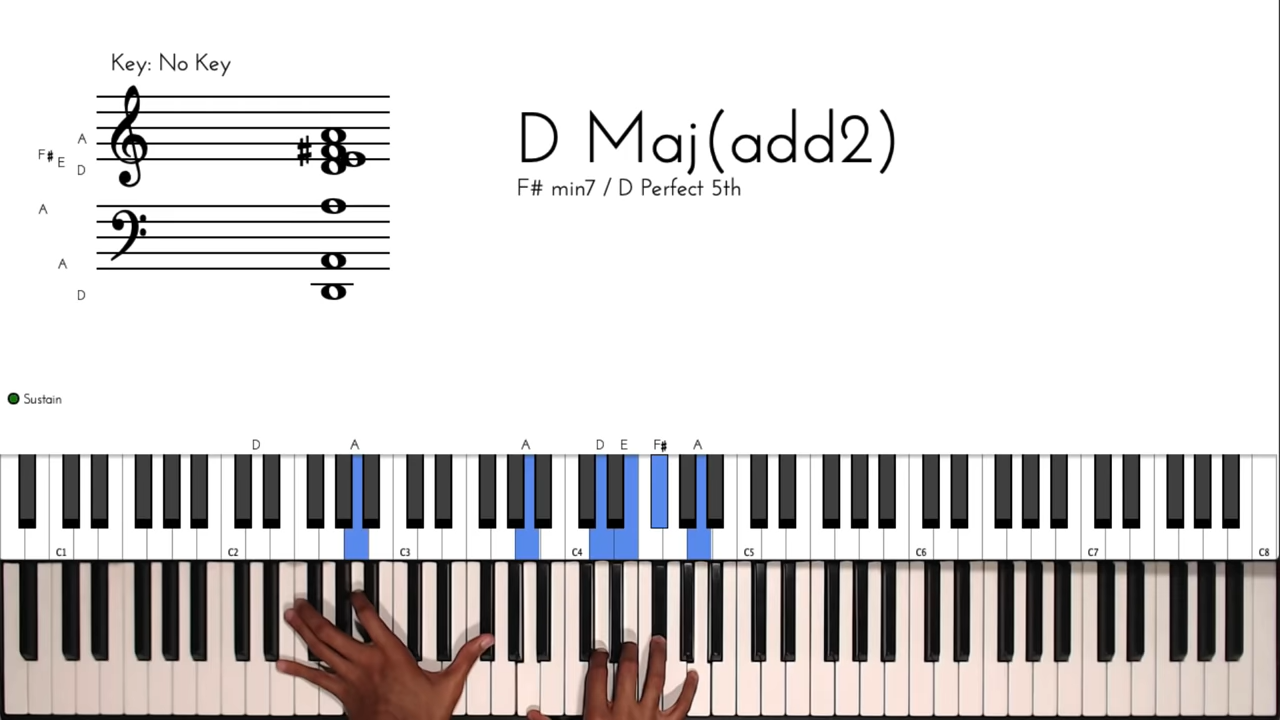 Key: No Key
D Maj(add2)
F# min7 / D Perfect 5th
A
F# E D
A
A
D
Sustain
D A A D E F# A
C1 C2 C3 C4 C5 C6 C7 C8